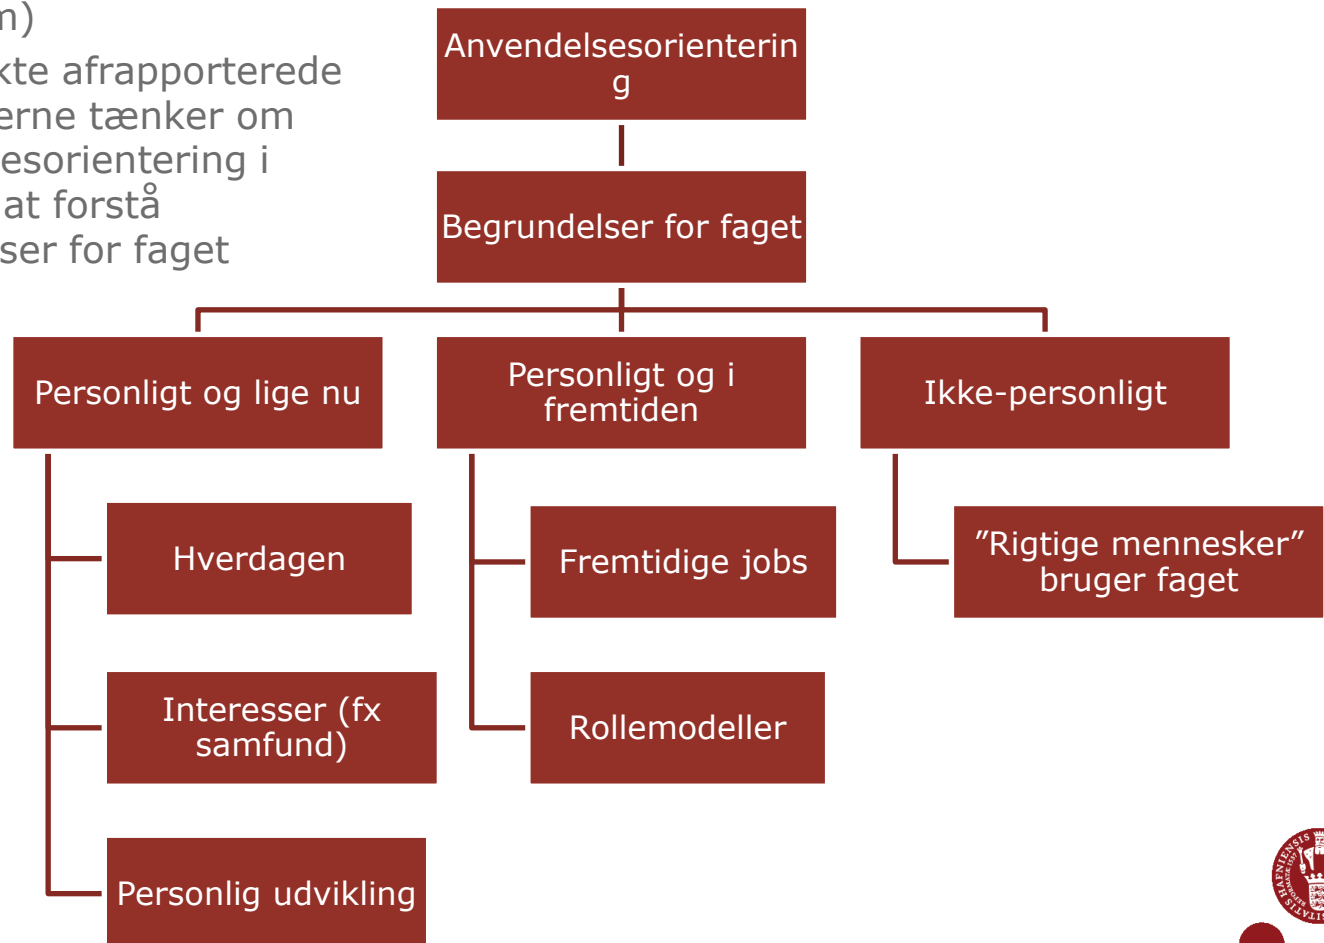 m)
kte afrapporterede
erne tænker om
esorientering i
at forstå
ser for faget
Anvendelsesorienterin
g
Begrundelser for faget
Personligt og lige nu
Personligt og i
fremtiden
Ikke-personligt
Hverdagen
Interesser (fx
samfund)
Personlig udvikling
Fremtidige jobs
Rollemodeller
”Rigtige mennesker”
bruger faget